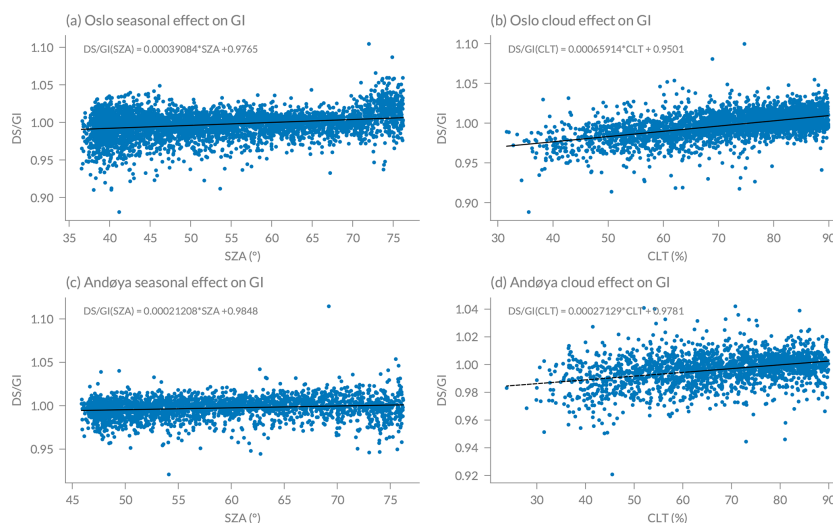 (a) Oslo seasonal effect on GI
DS/GI(SZA) = 0.00039084*SZA +0.9765
DS/GI
1.10
1.05
1.00
0.95
0.90
35 40 45 50 55 60 65 70 75
SZA (°)
(b) Oslo cloud effect on GI
DS/GI(CLT) = 0.00065914*CLT + 0.9501
DS/GI
1.10
1.05
1.00
0.95
0.90
30 40 50 60 70 80 90
CLT (%)
(c) Andøya seasonal effect on GI
DS/GI(SZA) = 0.00021208*SZA +0.9848
DS/GI
1.10
1.05
1.00
0.95
45 50 55 60 65 70 75
SZA (°)
(d) Andøya cloud effect on GI
DS/GI(CLT) = 0.00027129*CLT + 0.9781
DS/GI
1.04
1.02
1.00
0.98
0.96
0.94
0.92
30 40 50 60 70 80 90
CLT (%)